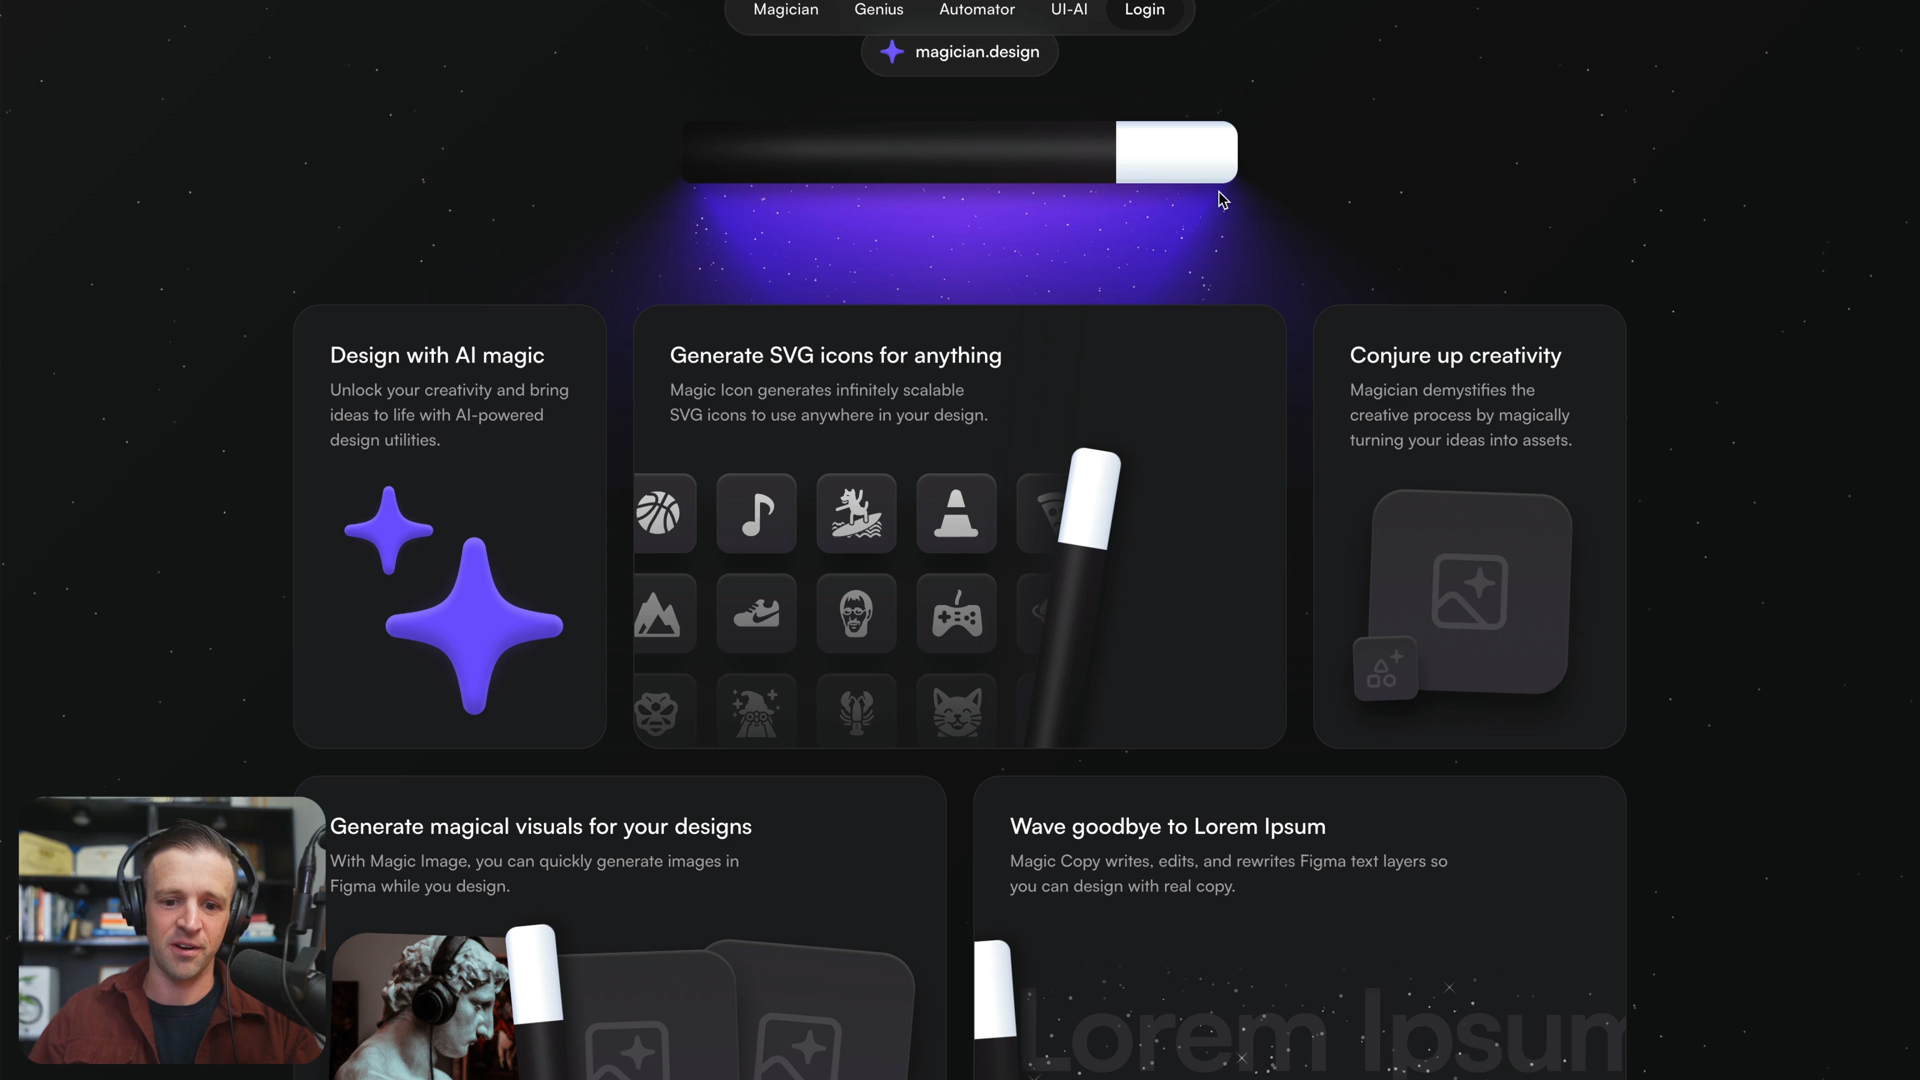 Magician Genius Automator UI-AI Login
magician.design
Design with AI magic
Unlock your creativity and bring
ideas to life with AI-powered
design utilities.
Generate SVG icons for anything
Magic Icon generates infinitely scalable
SVG icons to use anywhere in your design.
Conjure up creativity
Magician demystifies the
creative process by magically
turning your ideas into assets.
Generate magical visuals for your designs
With Magic Image, you can quickly generate images in
Figma while you design.
Wave goodbye to Lorem Ipsum
Magic Copy writes, edits, and rewrites Figma text layers so
you can design with real copy.
Lorem Ipsum